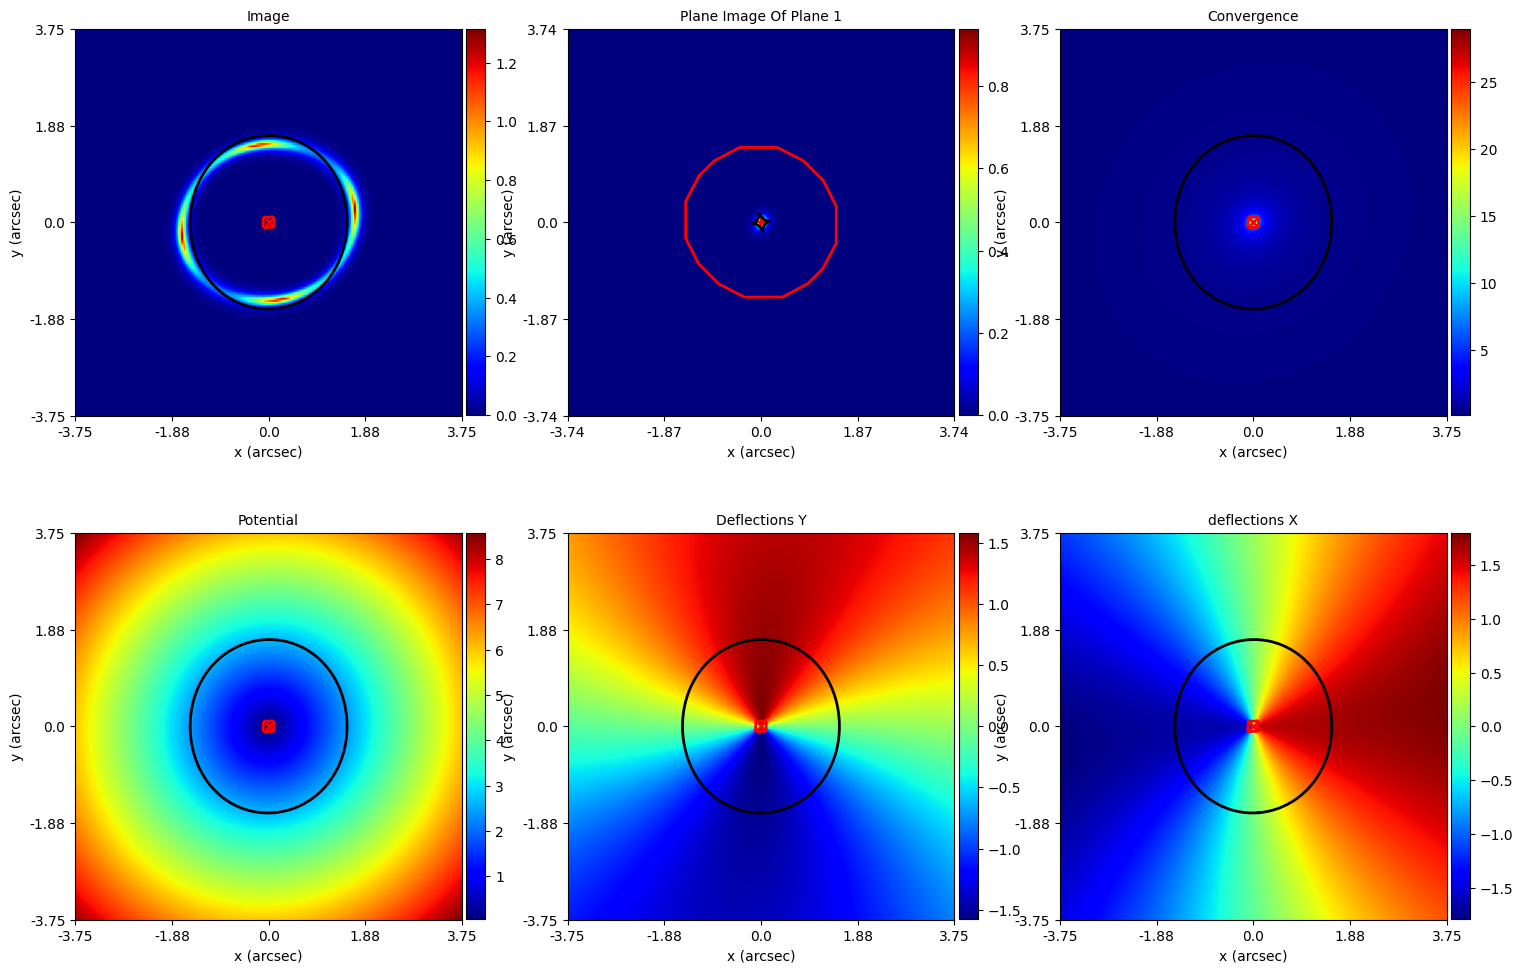 Image
3.75
1.88
0.0
-1.88
-3.75
-3.75 -1.88 0.0 1.88 3.75
x (arcsec)
y (arcsec)
1.2
1.0
0.8
0.6
0.4
0.2
0.0
Plane Image Of Plane 1
3.74
1.87
0.0
-1.87
-3.74
-3.74 -1.87 0.0 1.87 3.74
x (arcsec)
y (arcsec)
0.8
0.6
0.4
0.2
0.0
Convergence
3.75
1.88
0.0
-1.88
-3.75
-3.75 -1.88 0.0 1.88 3.75
x (arcsec)
y (arcsec)
25
20
15
10
5
Potential
3.75
1.88
0.0
-1.88
-3.75
-3.75 -1.88 0.0 1.88 3.75
x (arcsec)
y (arcsec)
8
7
6
5
4
3
2
1
Deflections Y
3.75
1.88
0.0
-1.88
-3.75
-3.75 -1.88 0.0 1.88 3.75
x (arcsec)
y (arcsec)
1.5
1.0
0.5
0.0
−0.5
−1.0
−1.5
deflections X
3.75
1.88
0.0
-1.88
-3.75
-3.75 -1.88 0.0 1.88 3.75
x (arcsec)
y (arcsec)
1.5
1.0
0.5
0.0
−0.5
−1.0
−1.5